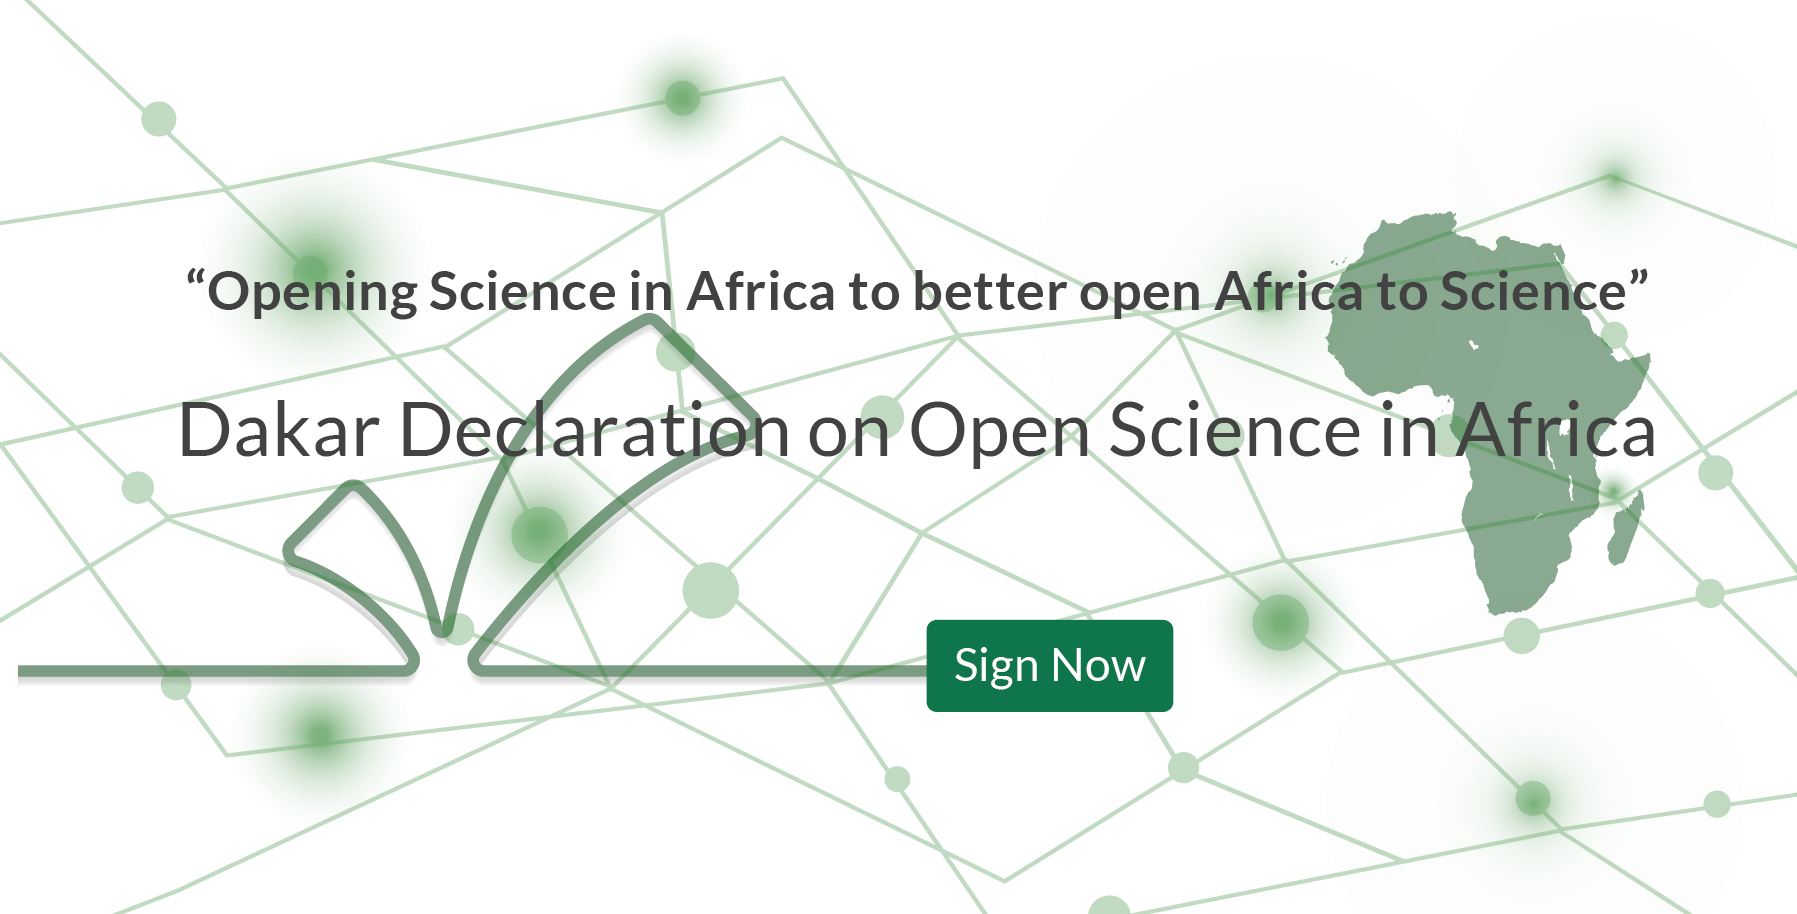 “Opening Science in Africa to better open Africa to Science”
Dakar Declaration on Open Science in Africa
Sign Now